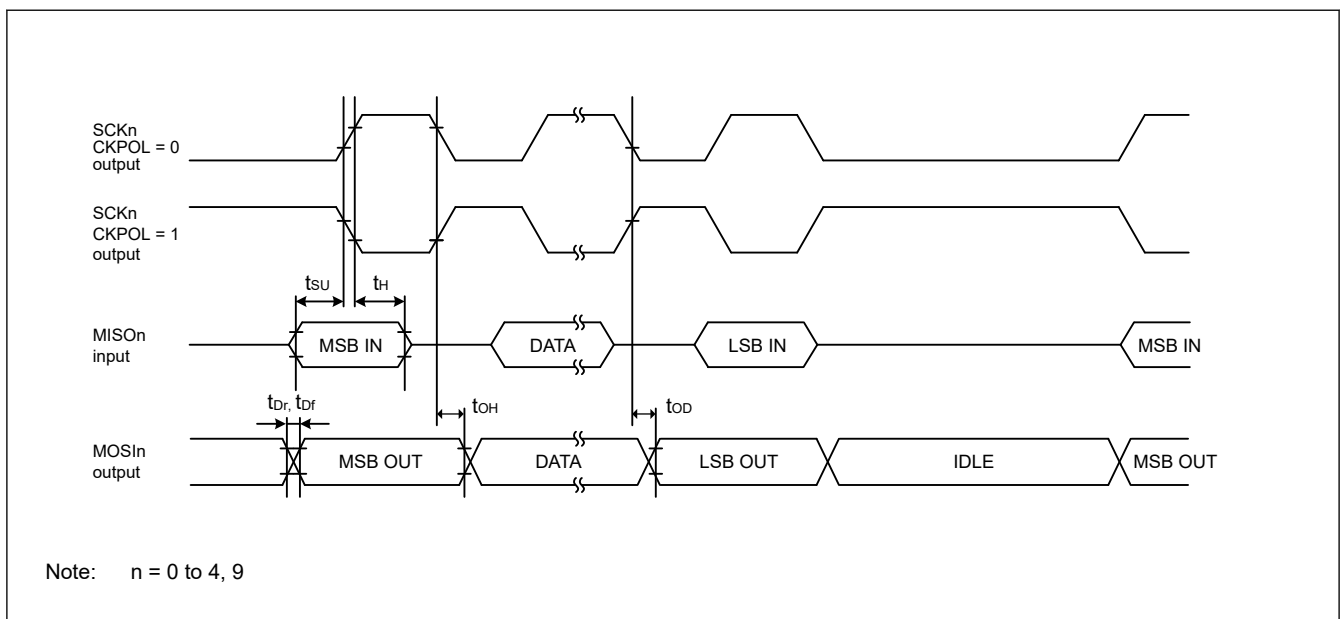 SCKn
CKPOL = 0
output
SCKn
CKPOL = 1
output
tSU
tH
MISOn
input
MSB IN
DATA
LSB IN
MSB IN
tDr, tDf
tOH
tOD
MOSIn
output
MSB OUT
DATA
LSB OUT
IDLE
MSB OUT
Note: n = 0 to 4, 9